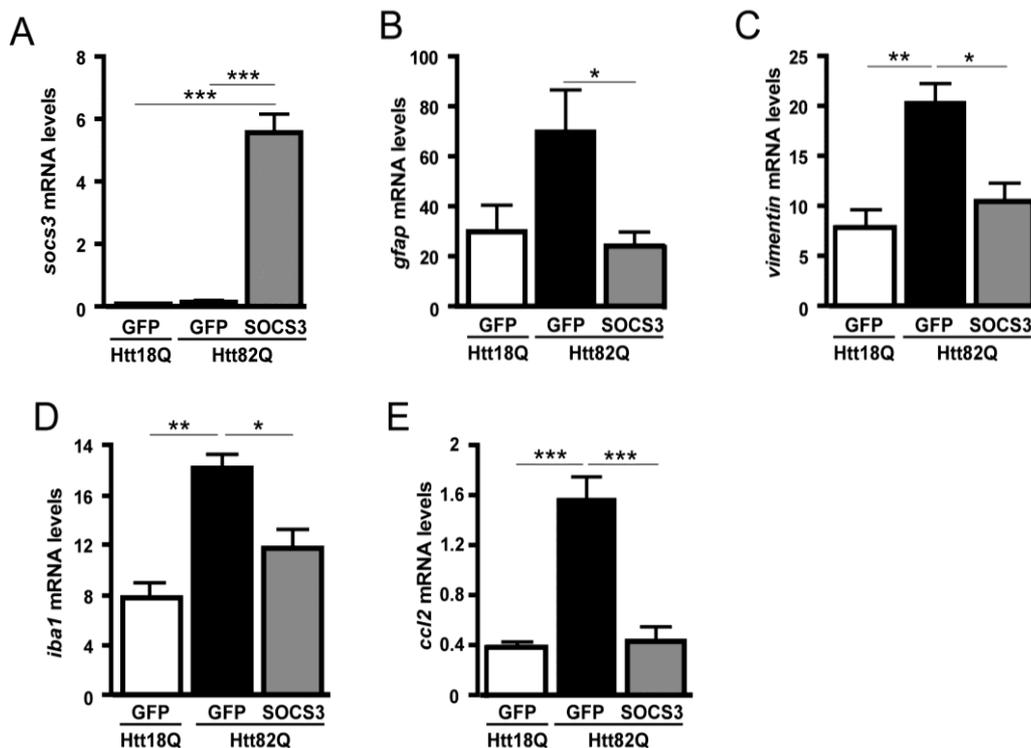 A
socs3 mRNA levels
8
6
4
2
0
***
***
GFP GFP SOCS3
Htt18Q Htt82Q
B
gfap mRNA levels
100
80
60
40
20
0
*
GFP GFP SOCS3
Htt18Q Htt82Q
C
vimentin mRNA levels
25
20
15
10
5
0
** *
GFP GFP SOCS3
Htt18Q Htt82Q
D
iba1 mRNA levels
14
16
12
8
4
0
** *
GFP GFP SOCS3
Htt18Q Htt82Q
E
ccl2 mRNA levels
2
1.6
1.2
0.8
0.4
0
*** ***
GFP GFP SOCS3
Htt18Q Htt82Q